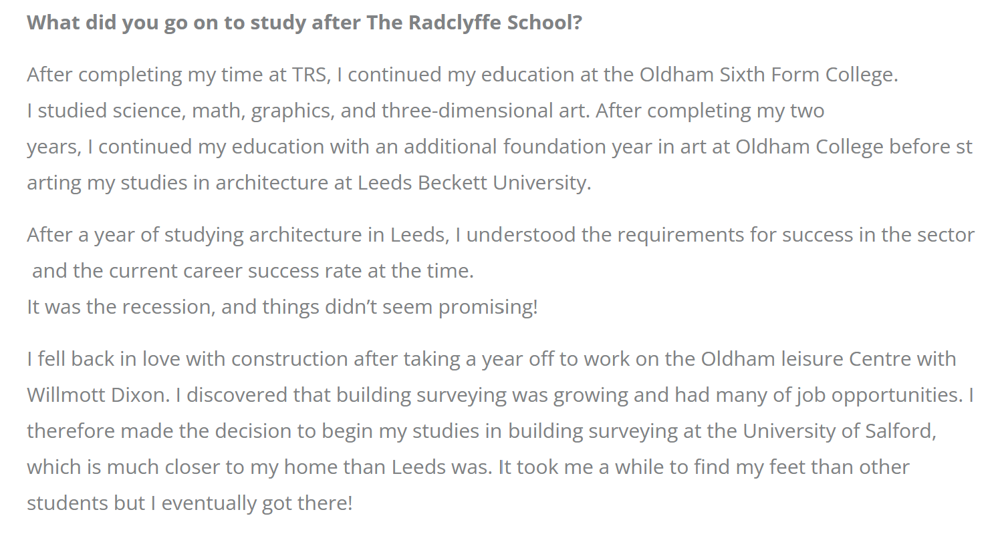 What did you go on to study after The Radclyffe School?
After completing my time at TRS, I continued my education at the Oldham Sixth Form College.
I studied science, math, graphics, and three-dimensional art. After completing my two
years, I continued my education with an additional foundation year in art at Oldham College before st
arting my studies in architecture at Leeds Beckett University.
After a year of studying architecture in Leeds, I understood the requirements for success in the sector
and the current career success rate at the time.
It was the recession, and things didn’t seem promising!
I fell back in love with construction after taking a year off to work on the Oldham leisure Centre with
Willmott Dixon. I discovered that building surveying was growing and had many of job opportunities. I
therefore made the decision to begin my studies in building surveying at the University of Salford,
which is much closer to my home than Leeds was. It took me a while to find my feet than other
students but I eventually got there!